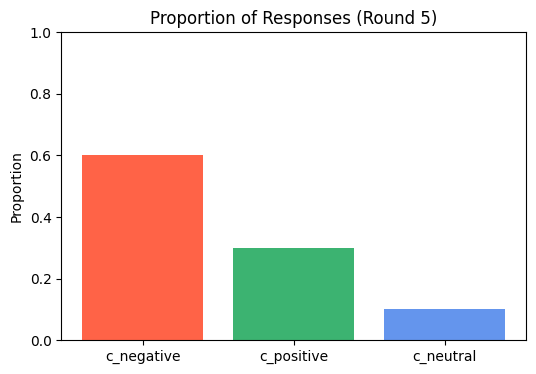 Proportion of Responses (Round 5)
Proportion
1.0
0.8
0.6
0.4
0.2
0.0
c_negative c_positive c_neutral